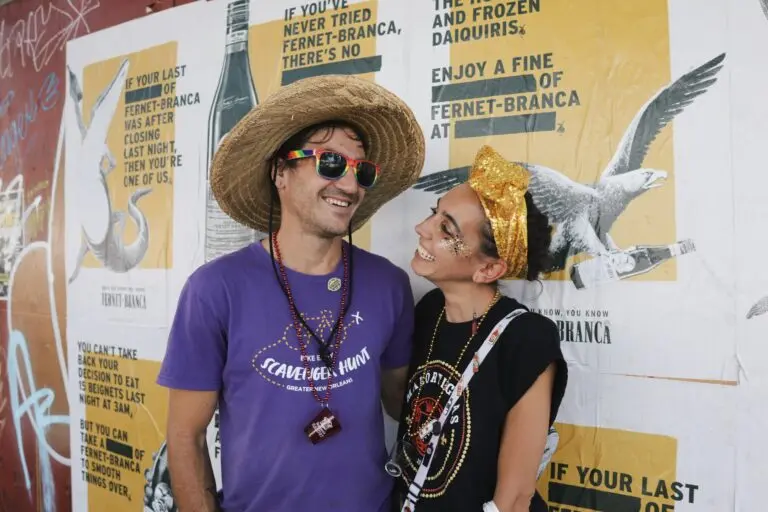 IF YOUR LAST
OF
FERNET-BRANCA
WAS AFTER
CLOSING
LAST NIGHT,
THEN YOU'RE
ONE OF US.
FERNET-BRANCA
IF YOU'VE
NEVER TRIED
FERNET-BRANCA,
THERE'S NO
AND FROZEN
DAIQUIRIS.
ENJOY A FINE
OF
FERNET-BRANCA
AT
KNOW, YOU KNOW
BRANCA
YOU CAN'T TAKE
BACK YOUR
DECISION TO EAT
15 BEIGNETS LAST
NIGHT AT 3AM,
BUT YOU CAN
TAKE A
OF FERNET-BRANCA
TO SMOOTH
THINGS OVER.
BIKE EA
SCAVENGER HUNT
GREATER NEW ORLEANS
IF YOUR LAST
OF